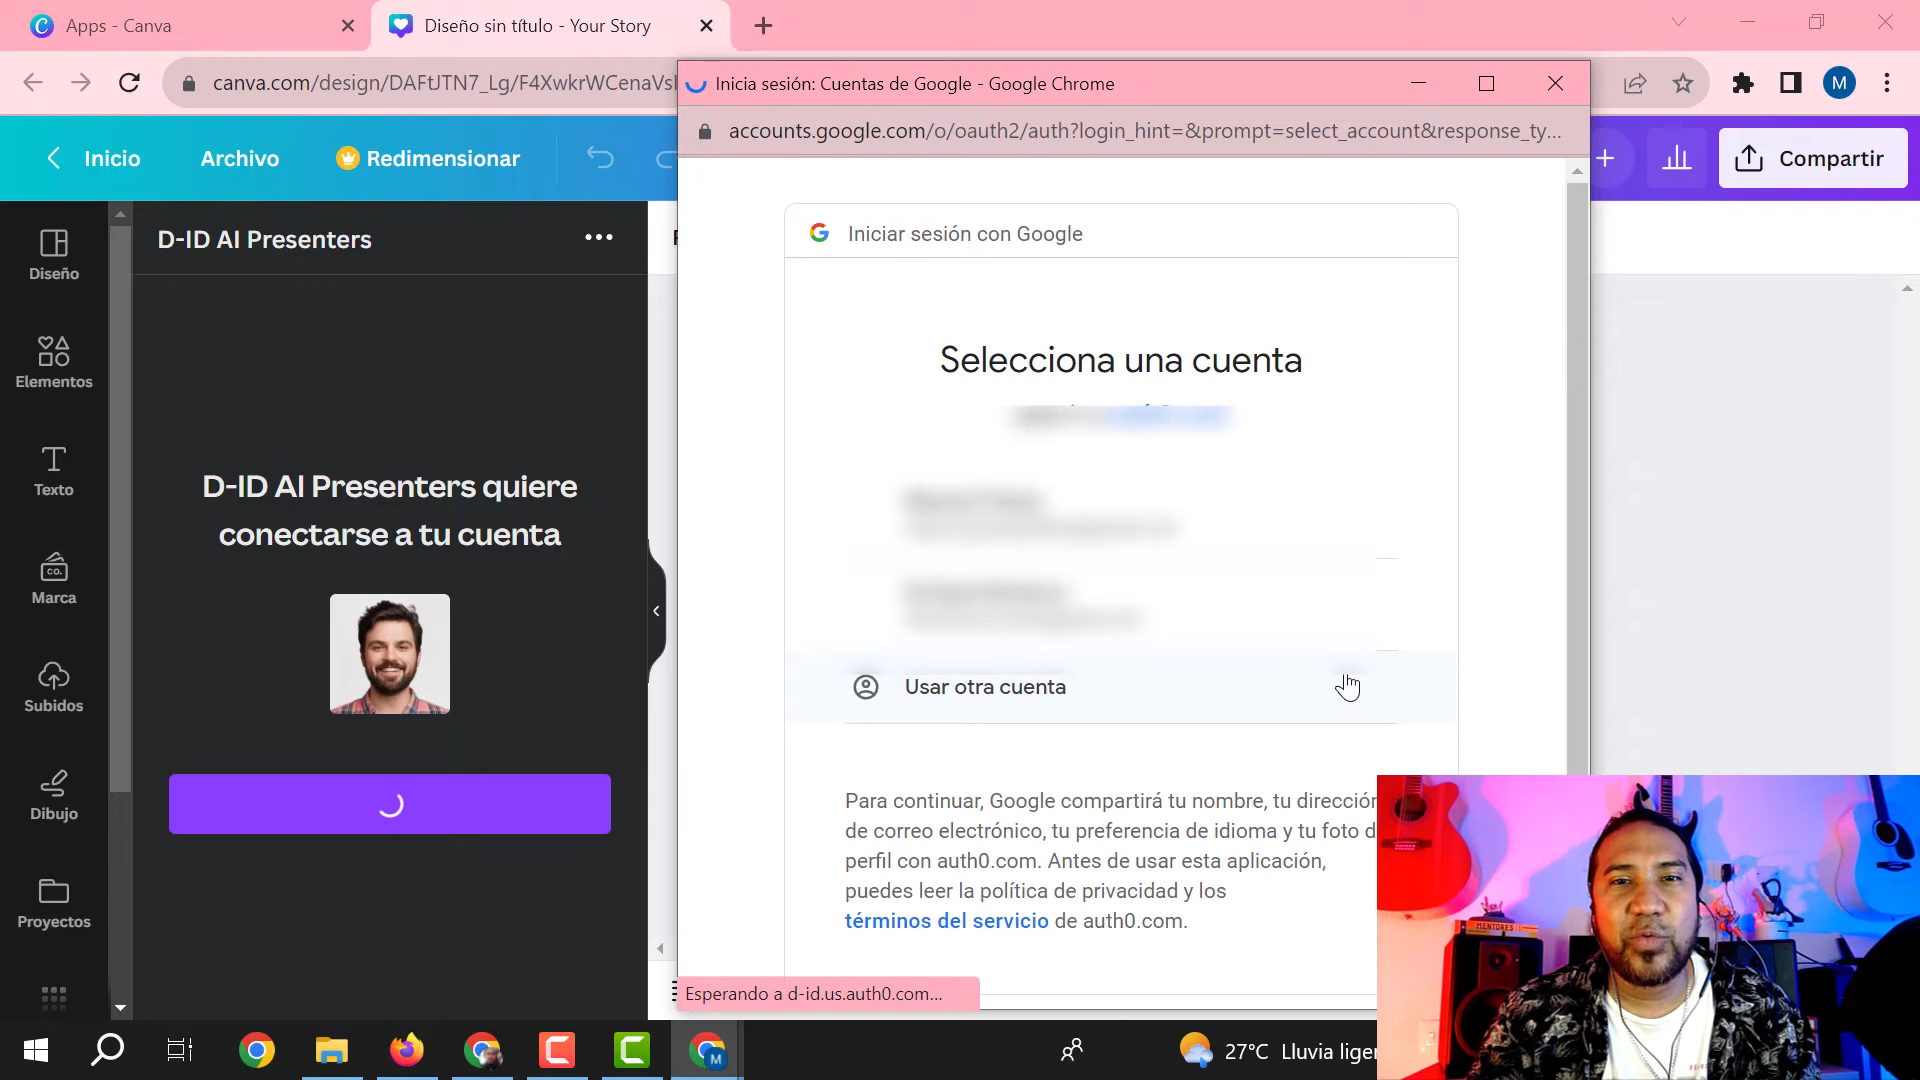 Apps - Canva
Diseño sin título - Your Story
canva.com/design/DAFtJTN7_Lg/F4XwkrWCenaVsI
Inicia sesión: Cuentas de Google - Google Chrome
M
accounts.google.com/o/oauth2/auth?login_hint=&prompt=select_account&response_ty...
Inicio
Archivo
Redimensionar
Compartir
D-ID AI Presenters
Iniciar sesión con Google
Diseño
Elementos
Texto
CO.
Marca
Subidos
Dibujo
Proyectos
D-ID AI Presenters quiere
conectarse a tu cuenta
Selecciona una cuenta
Usar otra cuenta
Para continuar, Google compartirá tu nombre, tu dirección
de correo electrónico, tu preferencia de idioma y tu foto d
perfil con auth0.com. Antes de usar esta aplicación,
puedes leer la política de privacidad y los
términos del servicio de auth0.com.
MENTORES
Esperando a d-id.us.auth0.com...
M
27°C Lluvia liger